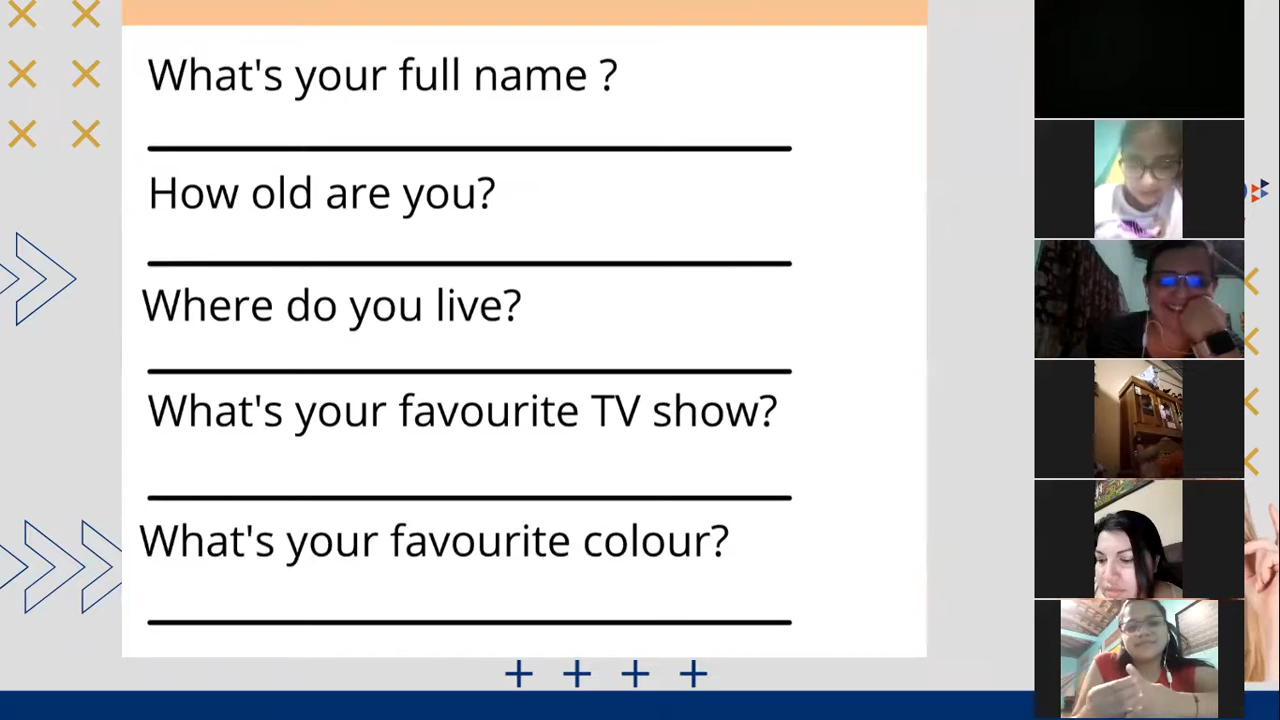 What's your full name ?
How old are you?
Where do you live?
What's your favourite TV show?
What's your favourite colour?